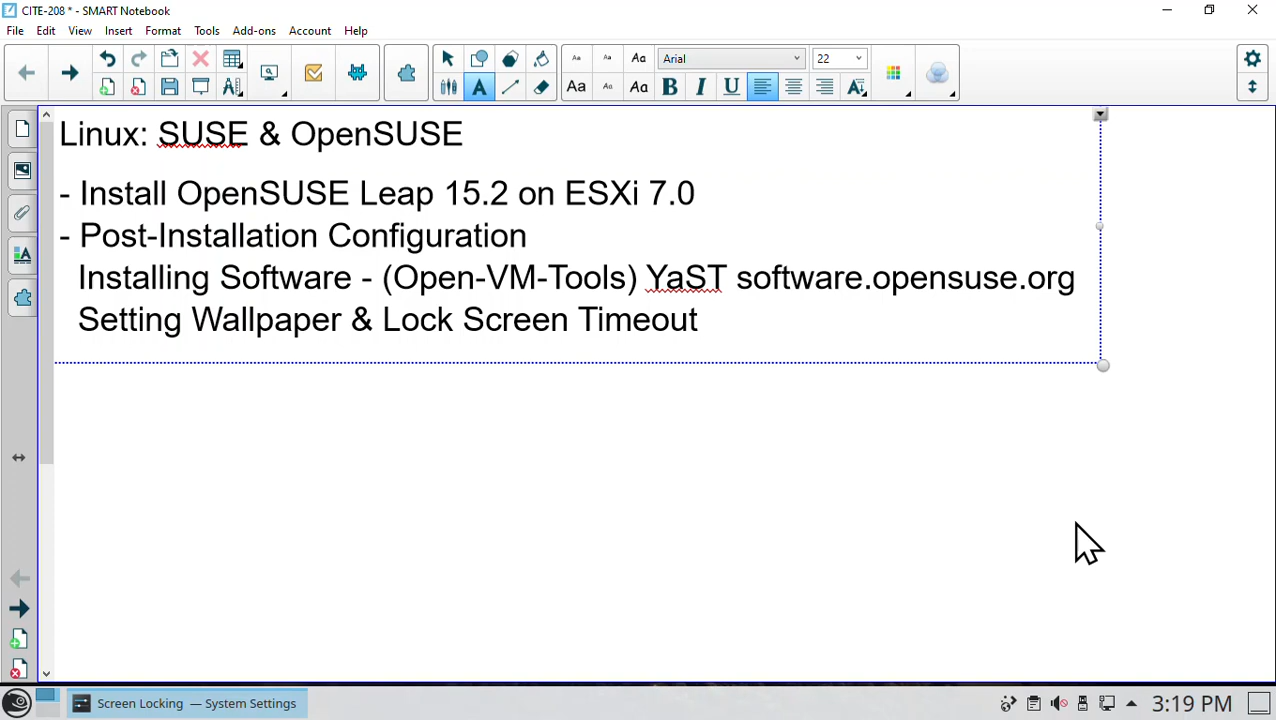 CITE-208 * - SMART Notebook
File Edit View Insert Format Tools Add-ons Account Help
Arial 22
Linux: SUSE & OpenSUSE
- Install OpenSUSE Leap 15.2 on ESXi 7.0
- Post-Installation Configuration
Installing Software - (Open-VM-Tools) YaST software.opensuse.org
Setting Wallpaper & Lock Screen Timeout
Screen Locking — System Settings
3:19 PM